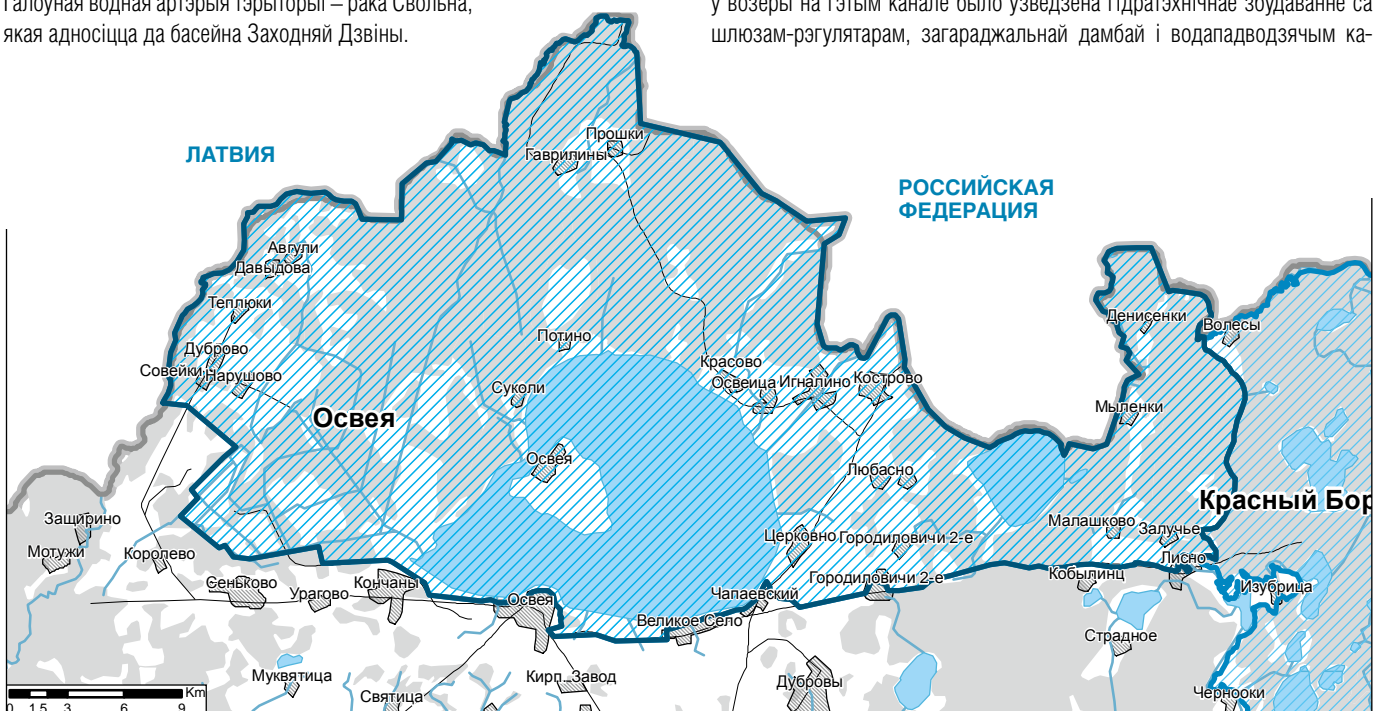 галоўная водная артэрыя тэрыторыі – рака Свольна,
якая адносіцца да басейна Заходняй Дзвіны.
у возеры на гэтым канале было ўзведзена гідратэхнічнае збудаванне са
шлюзам-рэгулятарам, загараджальнай дамбай і водападводзячым ка-
ЛАТВИЯ
РОССИЙСКАЯ
ФЕДЕРАЦИЯ
Прошки
Гаврилины
Авгули
Давыдова
Теплюки
Дуброво
Совейки
Нарушово
Потино
Суколи
Освея
Красово
Освеица
Игналино
Кострово
Денисенки
Волесы
Мыленки
Освея
Любасно
Красный Бор
Защирино
Мотужи
Королево
Церковно
Городиловичи 2-е
Малашково
Залучье
Лисно
Сеньково
Урагово
Кончаны
Освея
Великое Село
Чапаевский
Городиловичи 2-е
Кобылинц
Изубрица
Страдное
Муквятица
Святица
Кирп. Завод
Дубровы
Чернооки
Km
0 1,5 3 6 9